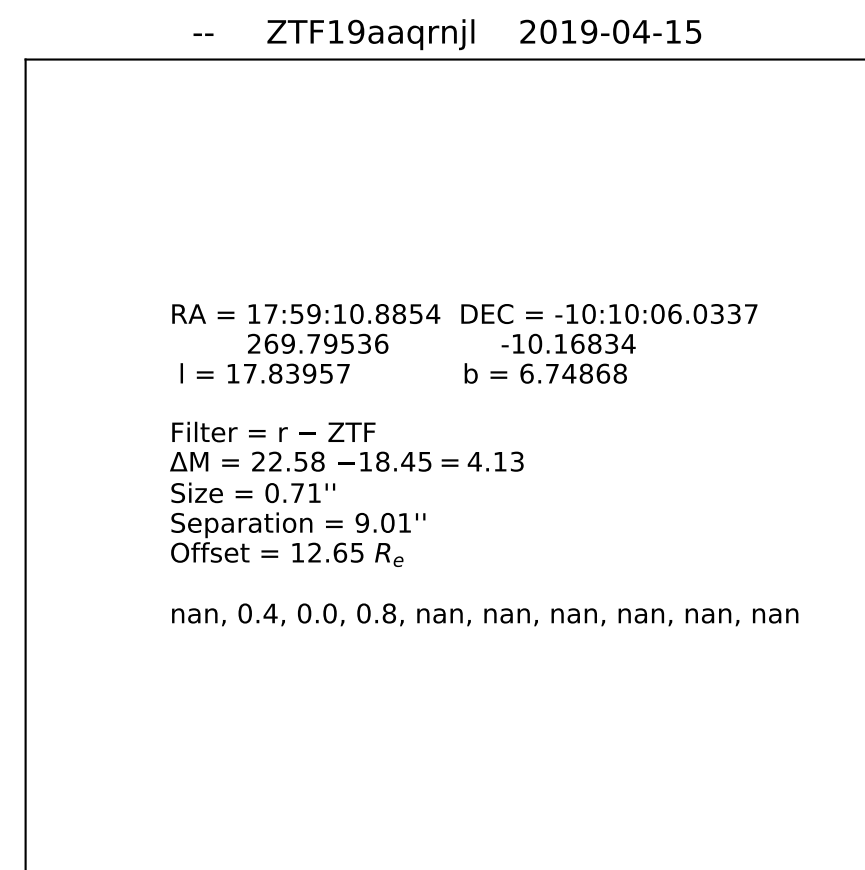 -- ZTF19aaqrnjl 2019-04-15
RA = 17:59:10.8854 DEC = -10:10:06.0337
269.79536 -10.16834
l = 17.83957 b = 6.74868
Filter = r − ZTF
ΔM = 22.58 −18.45 = 4.13
Size = 0.71''
Separation = 9.01''
Offset = 12.65 Re
nan, 0.4, 0.0, 0.8, nan, nan, nan, nan, nan, nan